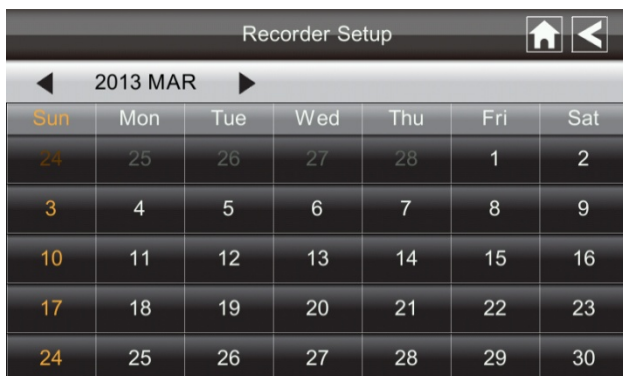 Recorder Setup
2013 MAR
Sun Mon Tue Wed Thu Fri Sat
24 25 26 27 28 1 2
3 4 5 6 7 8 9
10 11 12 13 14 15 16
17 18 19 20 21 22 23
24 25 26 27 28 29 30